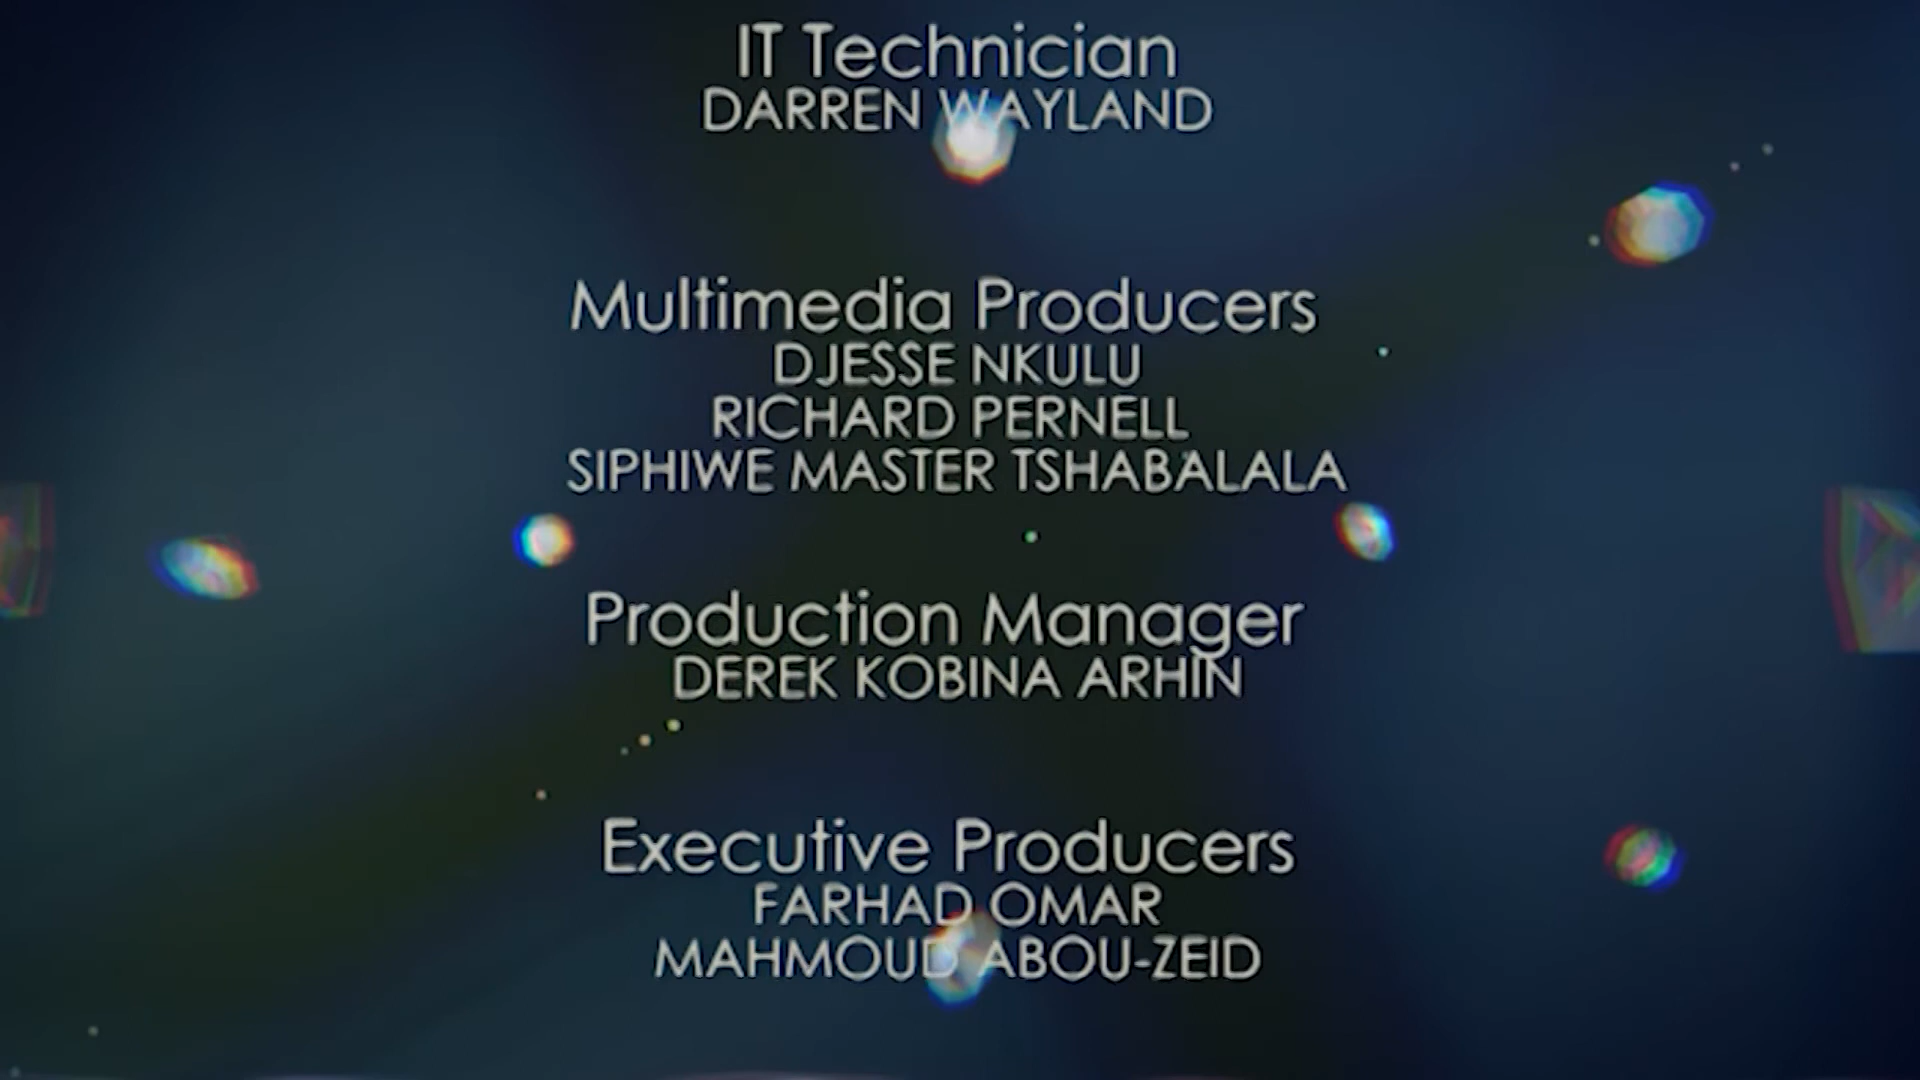 IT Technician
DARREN WAYLAND
Multimedia Producers
DJESSE NKULU
RICHARD PERNELL
SIPHIWE MASTER TSHABALALA
Production Manager
DEREK KOBINA ARHIN
Executive Producers
FARHAD OMAR
MAHMOUD ABOU-ZEID